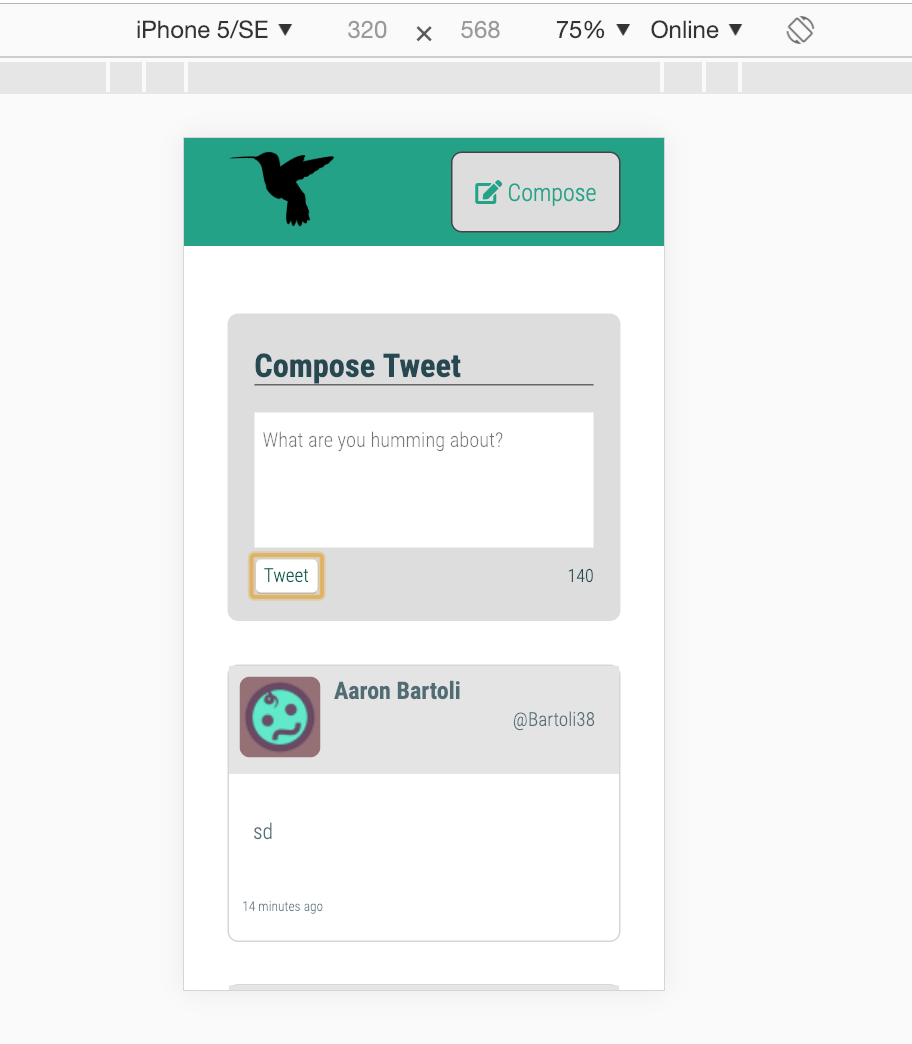 iPhone 5/SE ▼ 320 × 568 75% ▼ Online ▼
Compose
Compose Tweet
What are you humming about?
Tweet 140
Aaron Bartoli
@Bartoli38
sd
14 minutes ago